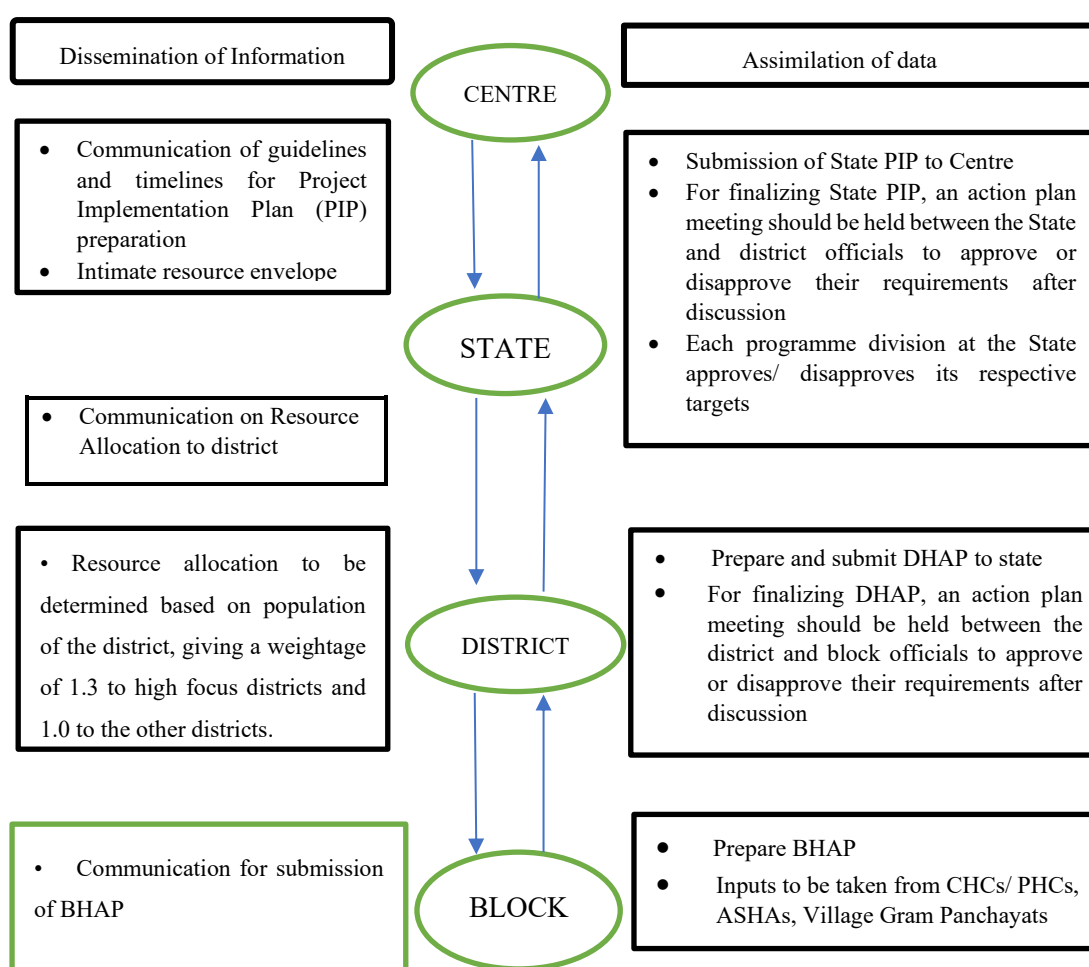 Dissemination of Information
CENTRE
Assimilation of data
• Communication of guidelines
and timelines for Project
Implementation Plan (PIP)
preparation
• Intimate resource envelope
• Submission of State PIP to Centre
• For finalizing State PIP, an action plan
meeting should be held between the State
and district officials to approve or
disapprove their requirements after
discussion
• Each programme division at the State
approves/ disapproves its respective
targets
STATE
• Communication on Resource
Allocation to district
• Resource allocation to be
determined based on population
of the district, giving a weightage
of 1.3 to high focus districts and
1.0 to the other districts.
DISTRICT
• Prepare and submit DHAP to state
• For finalizing DHAP, an action plan
meeting should be held between the
district and block officials to approve
or disapprove their requirements after
discussion
• Communication for submission
of BHAP
BLOCK
• Prepare BHAP
• Inputs to be taken from CHCs/ PHCs,
ASHAs, Village Gram Panchayats